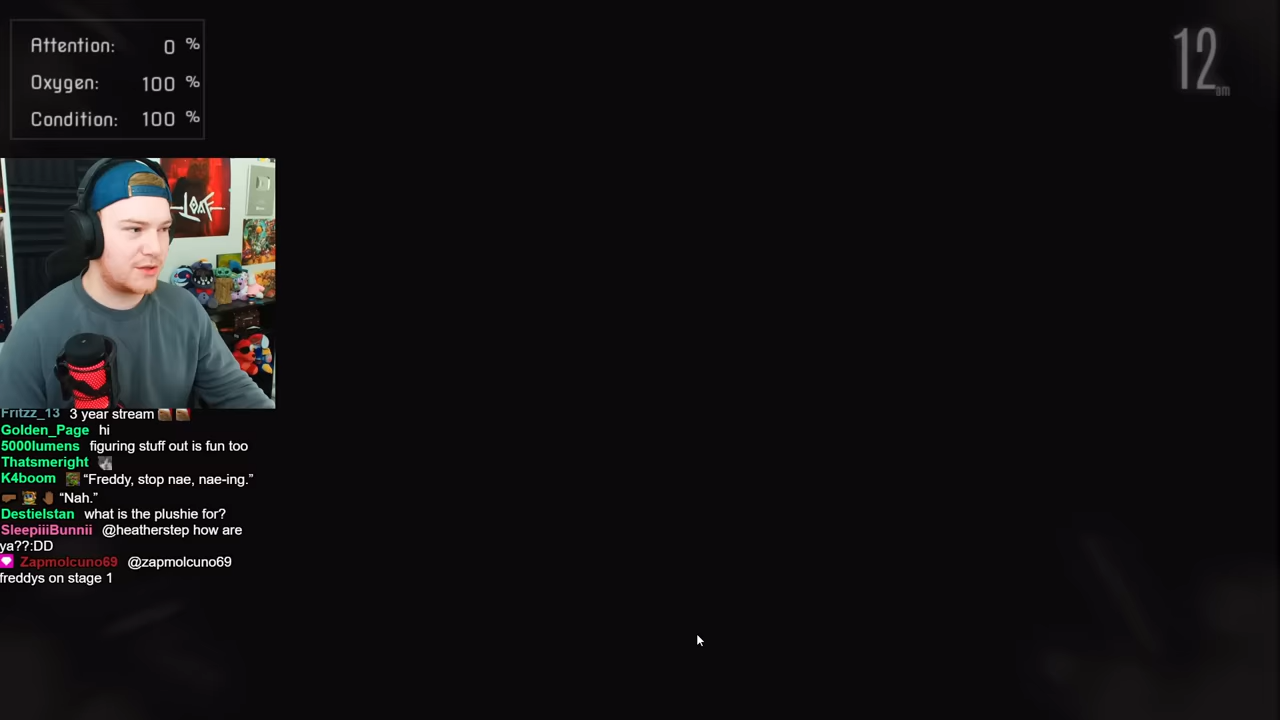 Attention: 0 %
Oxygen: 100 %
Condition: 100 %
12
am
LOAF
Fritzz_13 3 year stream
Golden_Page hi
5000lumens figuring stuff out is fun too
Thatsmeright
K4boom “Freddy, stop nae, nae-ing.”
“Nah.”
Destielstan what is the plushie for?
SleepiiiBunnii @heatherstep how are
ya??:DD
Zapmolcuno69 @zapmolcuno69
freddys on stage 1